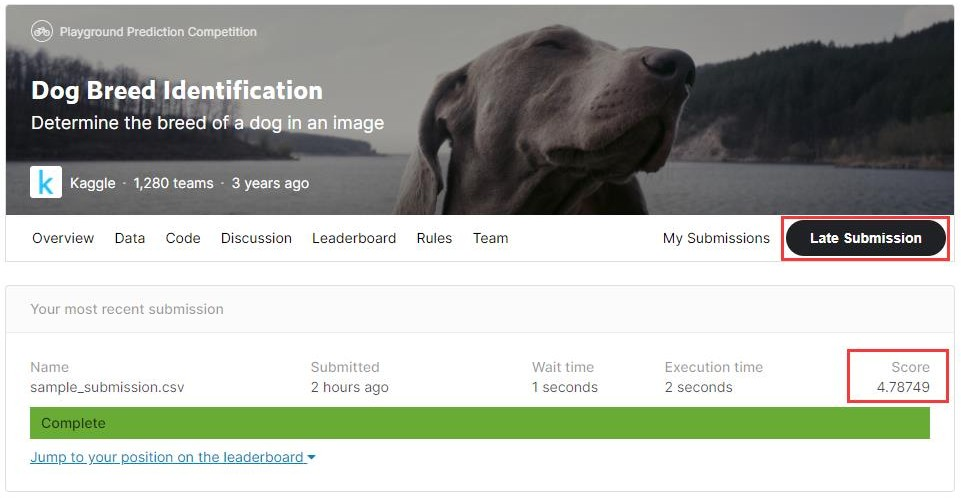 Playground Prediction Competition
Dog Breed Identification
Determine the breed of a dog in an image
k Kaggle · 1,280 teams · 3 years ago
Overview Data Code Discussion Leaderboard Rules Team My Submissions Late Submission
Your most recent submission
Name Submitted Wait time Execution time Score
sample_submission.csv 2 hours ago 1 seconds 2 seconds 4.78749
Complete
Jump to your position on the leaderboard